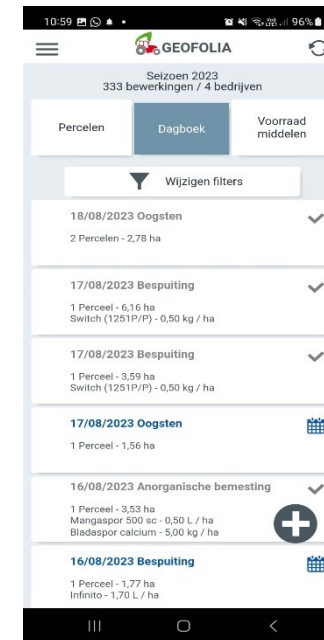 10:59
96%
GEOFOLIA
Seizoen 2023
333 bewerkingen / 4 bedrijven
Percelen
Dagboek
Voorraad
middelen
Wijzigen filters
18/08/2023 Oogsten
2 Percelen - 2,78 ha
17/08/2023 Bespuiting
1 Perceel - 6,16 ha
Switch (1251P/P) - 0,50 kg / ha
17/08/2023 Bespuiting
1 Perceel - 3,59 ha
Switch (1251P/P) - 0,50 kg / ha
17/08/2023 Oogsten
1 Perceel - 1,56 ha
16/08/2023 Anorganische bemesting
1 Perceel - 3,53 ha
Mangaspor 500 sc - 0,50 L / ha
Bladaspor calcium - 5,00 kg / ha
16/08/2023 Bespuiting
1 Perceel - 1,77 ha
Infinito - 1,70 L / ha